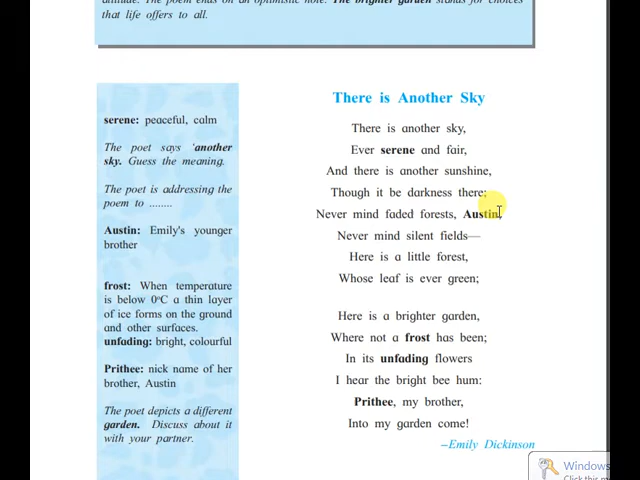 attitude. The poem ends on an optimistic note. The brighter garden stands for choices
that life offers to all.
There is Another Sky
serene: peaceful, calm
The poet says 'another
sky. Guess the meaning.
The poet is addressing the
poem to ........
Austin: Emily's younger
brother
frost: When temperature
is below 0°C a thin layer
of ice forms on the ground
and other surfaces.
unfading: bright, colourful
Prithee: nick name of her
brother, Austin
The poet depicts a different
garden. Discuss about it
with your partner.
There is another sky,
Ever serene and fair,
And there is another sunshine,
Though it be darkness there;
Never mind faded forests, Austin,
Never mind silent fields—
Here is a little forest,
Whose leaf is ever green;
Here is a brighter garden,
Where not a frost has been;
In its unfading flowers
I hear the bright bee hum:
Prithee, my brother,
Into my garden come!
–Emily Dickinson
Windows
Click this m